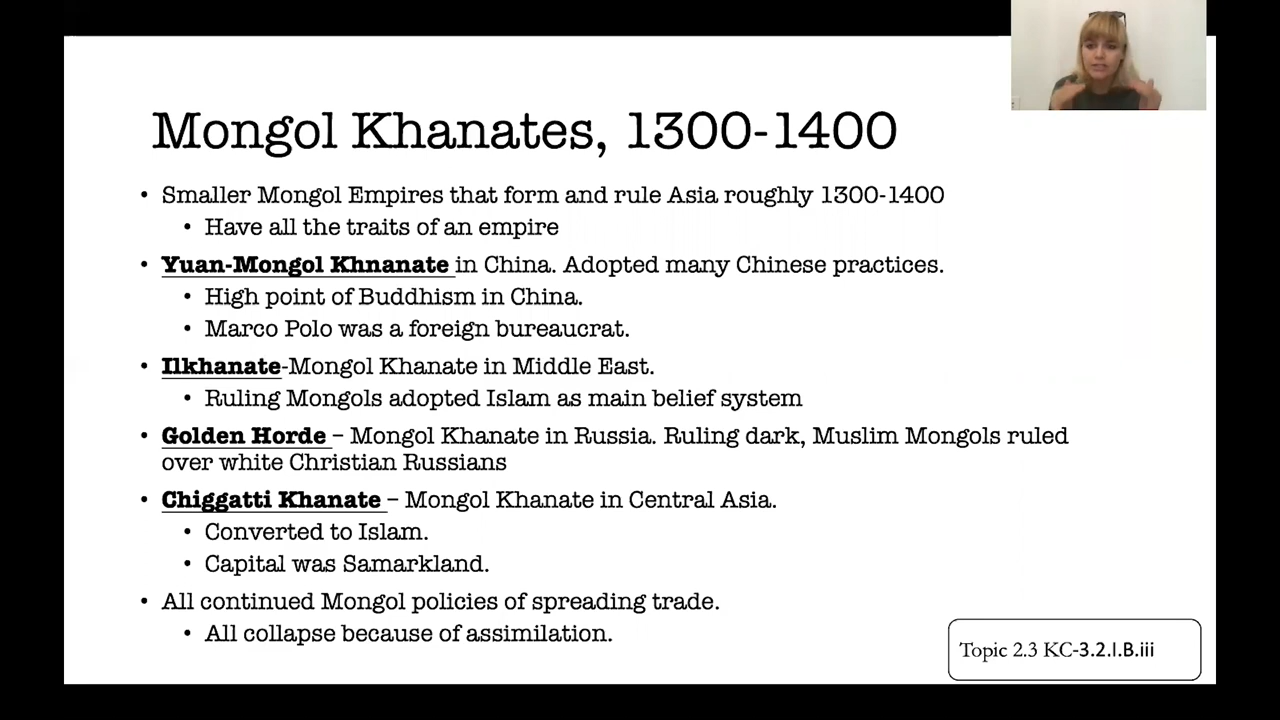 Mongol Khanates, 1300-1400
• Smaller Mongol Empires that form and rule Asia roughly 1300-1400
• Have all the traits of an empire
• Yuan-Mongol Khnanate in China. Adopted many Chinese practices.
• High point of Buddhism in China.
• Marco Polo was a foreign bureaucrat.
• Ilkhanate-Mongol Khanate in Middle East.
• Ruling Mongols adopted Islam as main belief system
• Golden Horde – Mongol Khanate in Russia. Ruling dark, Muslim Mongols ruled
over white Christian Russians
• Chiggatti Khanate – Mongol Khanate in Central Asia.
• Converted to Islam.
• Capital was Samarkland.
• All continued Mongol policies of spreading trade.
• All collapse because of assimilation.
Topic 2.3 KC-3.2.I.B.iii